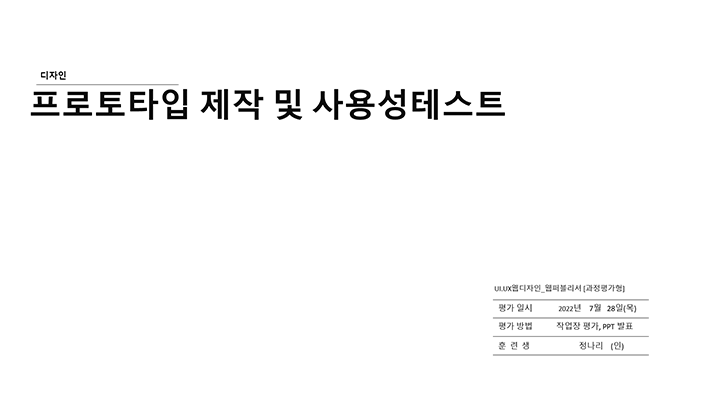 디자인
프로토타입 제작 및 사용성테스트
UI.UX웹디자인_웹퍼블리셔 [과정평가형]
평가 일시 2022년 7월 28일(목)
평가 방법 작업장 평가, PPT 발표
훈 련 생 정나리 (인)